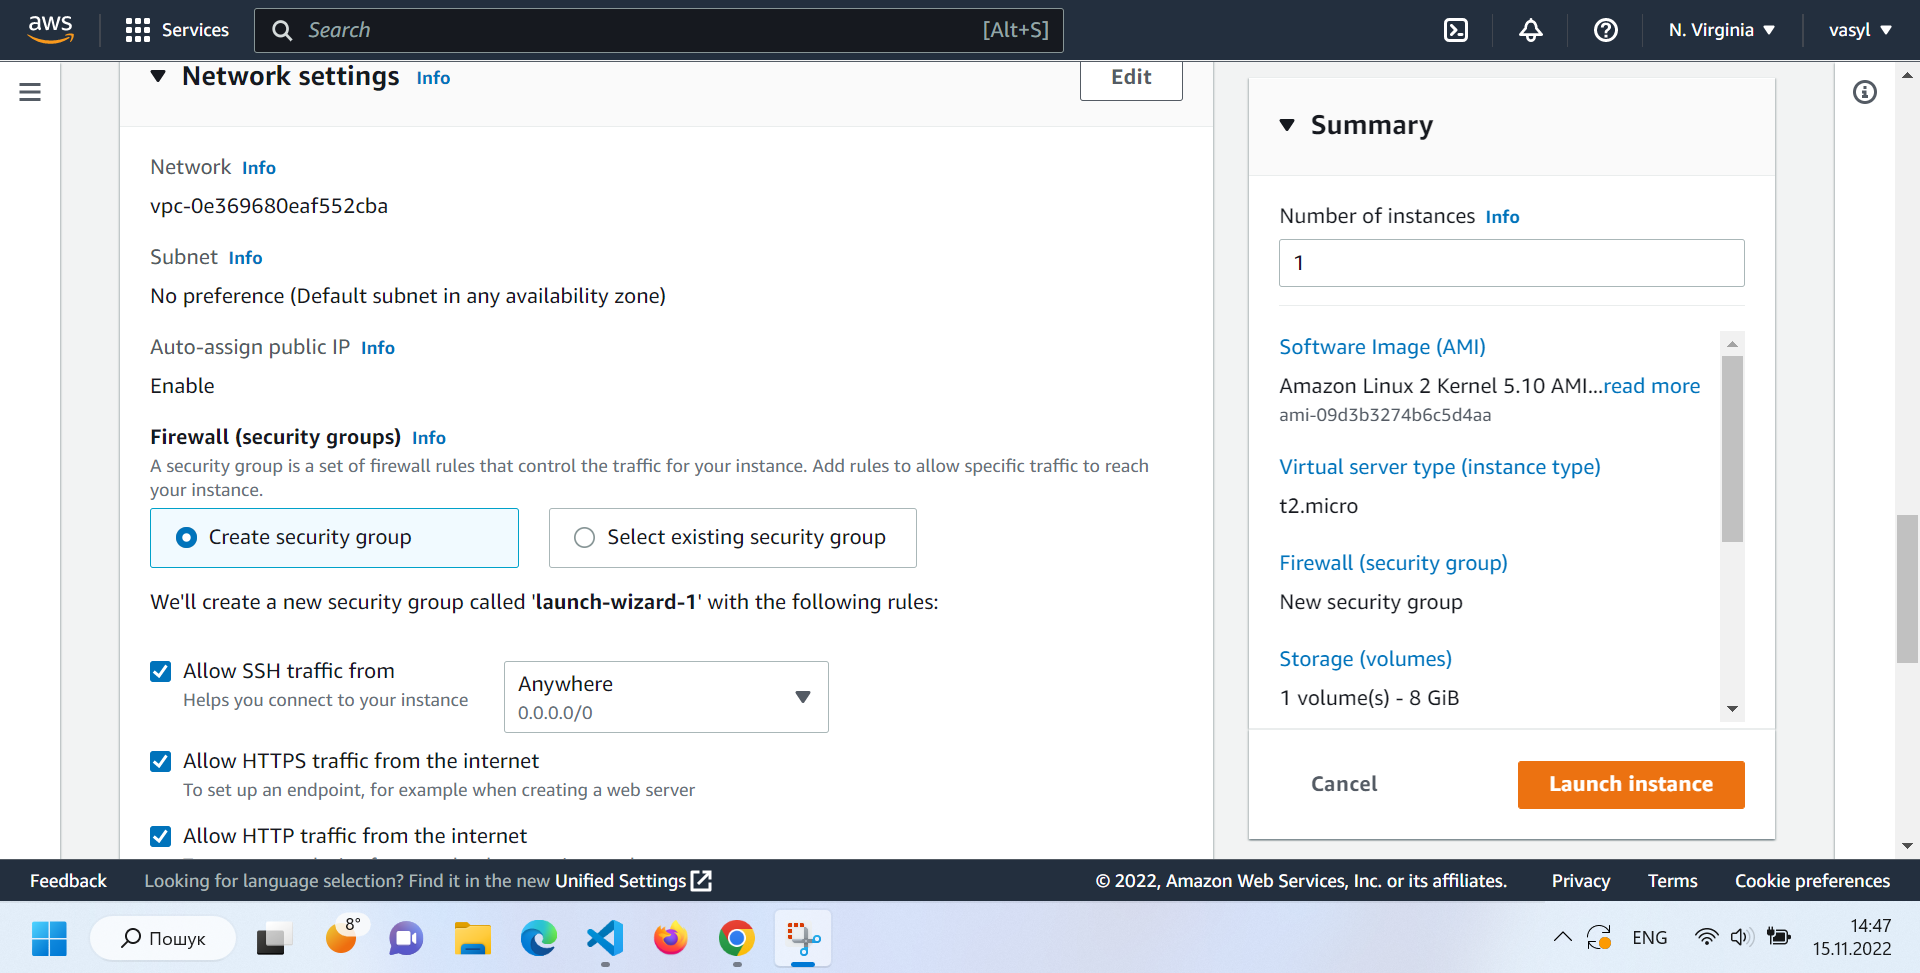 aws
Services
Search
[Alt+S]
N. Virginia
vasyl
Network settings Info
Edit
Network Info
vpc-0e369680eaf552cba
Subnet Info
No preference (Default subnet in any availability zone)
Auto-assign public IP Info
Enable
Firewall (security groups) Info
A security group is a set of firewall rules that control the traffic for your instance. Add rules to allow specific traffic to reach
your instance.
Create security group
Select existing security group
We'll create a new security group called 'launch-wizard-1' with the following rules:
Allow SSH traffic from
Helps you connect to your instance
Anywhere
0.0.0.0/0
Allow HTTPS traffic from the internet
To set up an endpoint, for example when creating a web server
Allow HTTP traffic from the internet
Summary
Number of instances Info
1
Software Image (AMI)
Amazon Linux 2 Kernel 5.10 AMI...read more
ami-09d3b3274b6c5d4aa
Virtual server type (instance type)
t2.micro
Firewall (security group)
New security group
Storage (volumes)
1 volume(s) - 8 GiB
Cancel
Launch instance
Feedback
Looking for language selection? Find it in the new Unified Settings
© 2022, Amazon Web Services, Inc. or its affiliates.
Privacy
Terms
Cookie preferences
Пошук
8°
ENG
14:47
15.11.2022